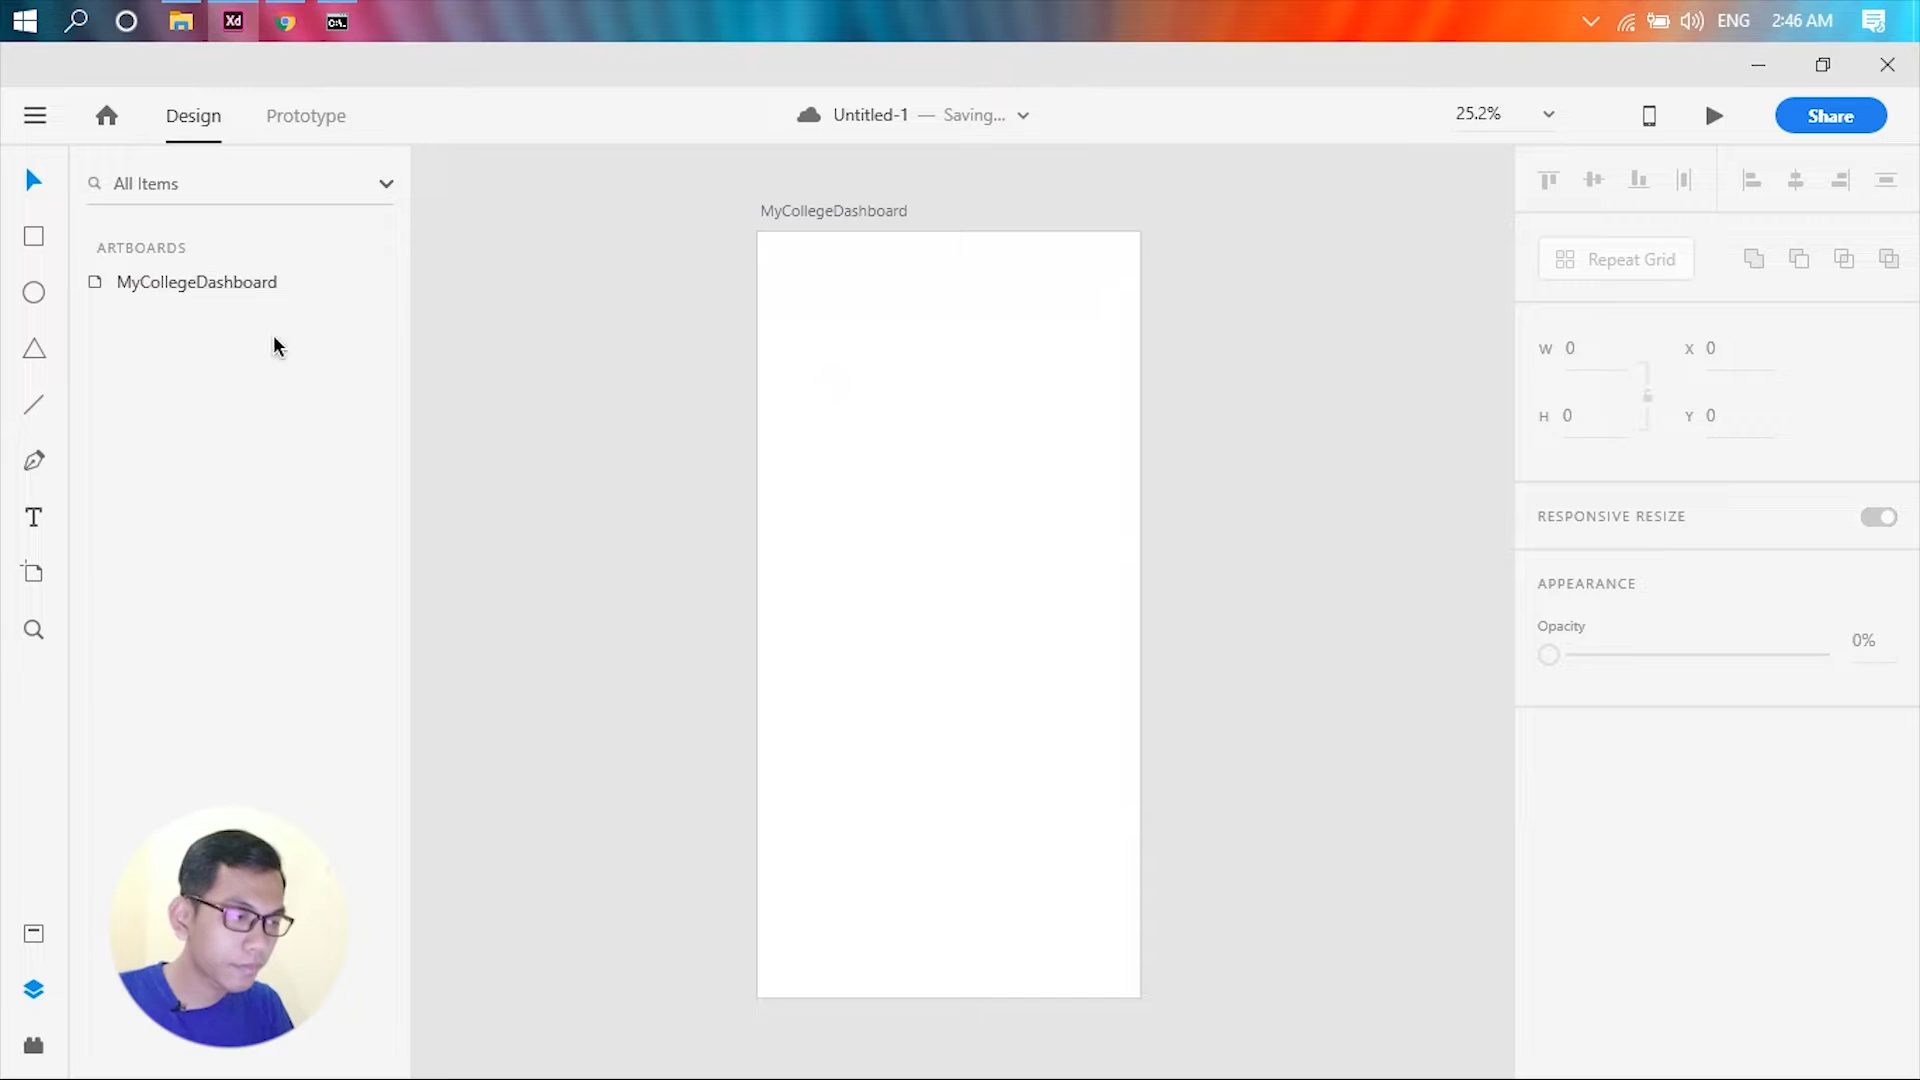 Xd
C:\.
ENG
2:46 AM
Design
Prototype
Untitled-1 — Saving...
25.2%
Share
All Items
ARTBOARDS
MyCollegeDashboard
MyCollegeDashboard
Repeat Grid
W 0
X 0
H 0
Y 0
RESPONSIVE RESIZE
APPEARANCE
Opacity
0%